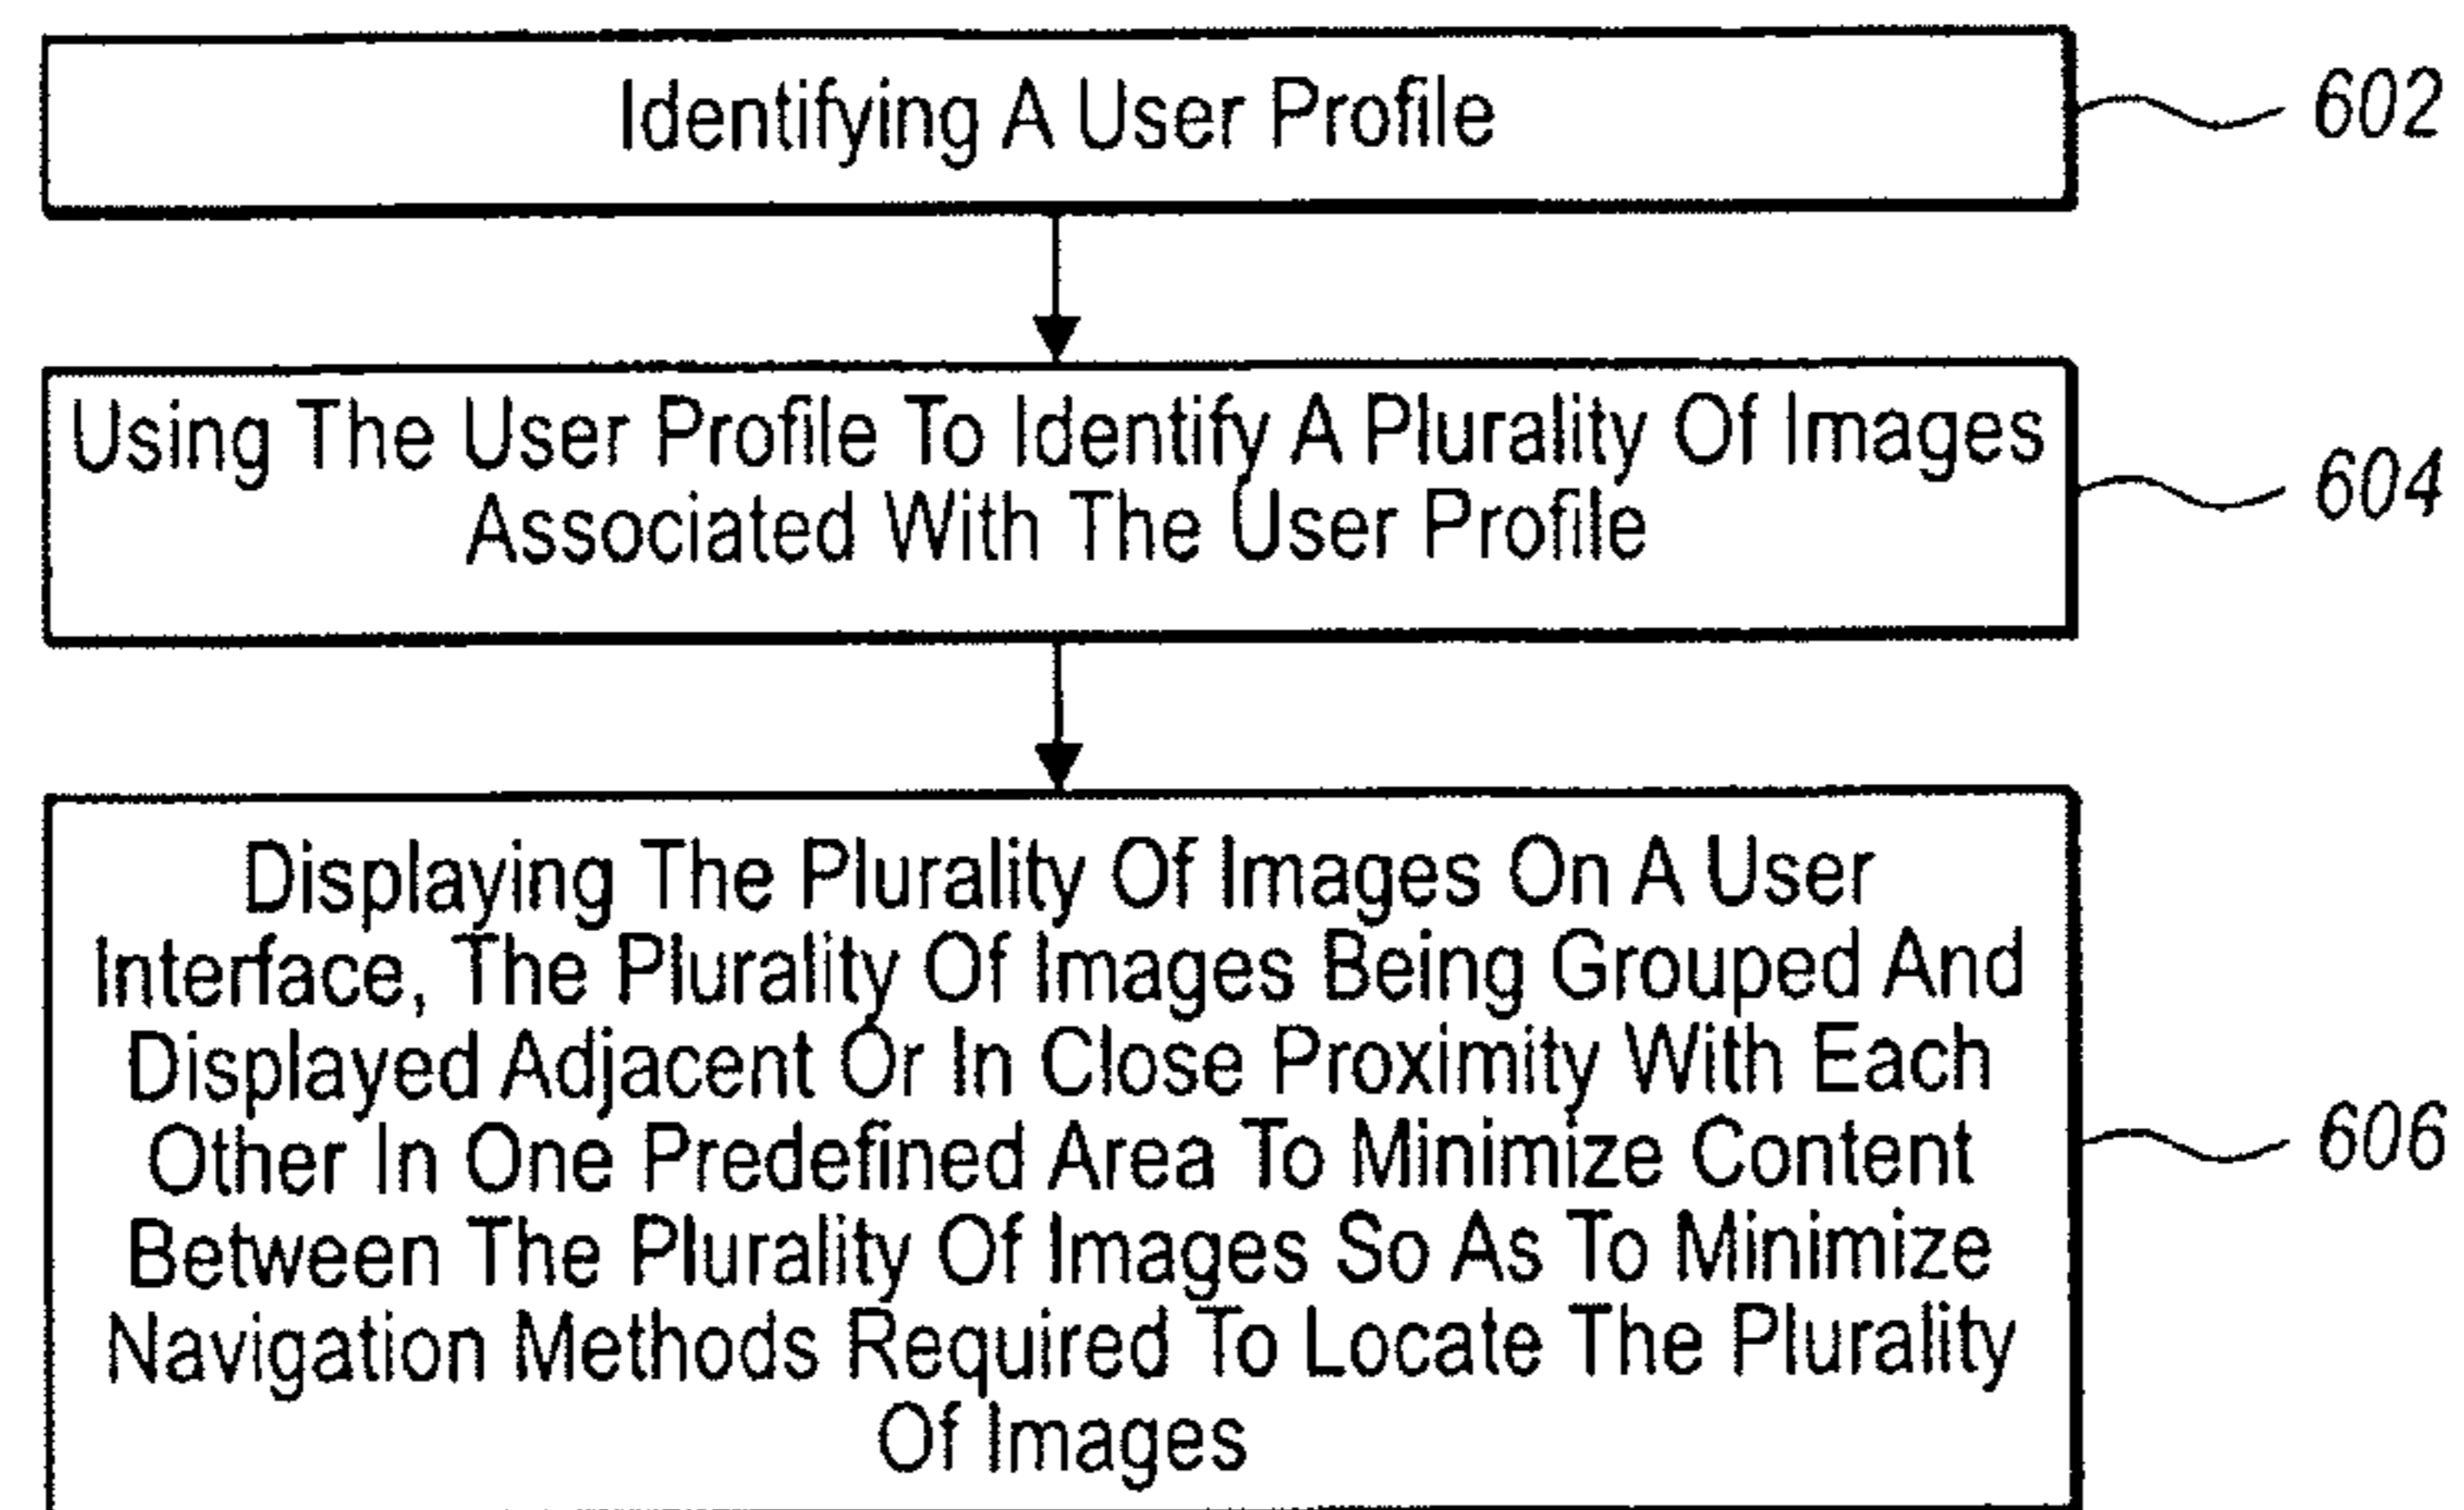 Identifying A User Profile
602
Using The User Profile To Identify A Plurality Of Images
Associated With The User Profile
604
Displaying The Plurality Of Images On A User
Interface, The Plurality Of Images Being Grouped And
Displayed Adjacent Or In Close Proximity With Each
Other In One Predefined Area To Minimize Content
Between The Plurality Of Images So As To Minimize
Navigation Methods Required To Locate The Plurality
Of Images
606